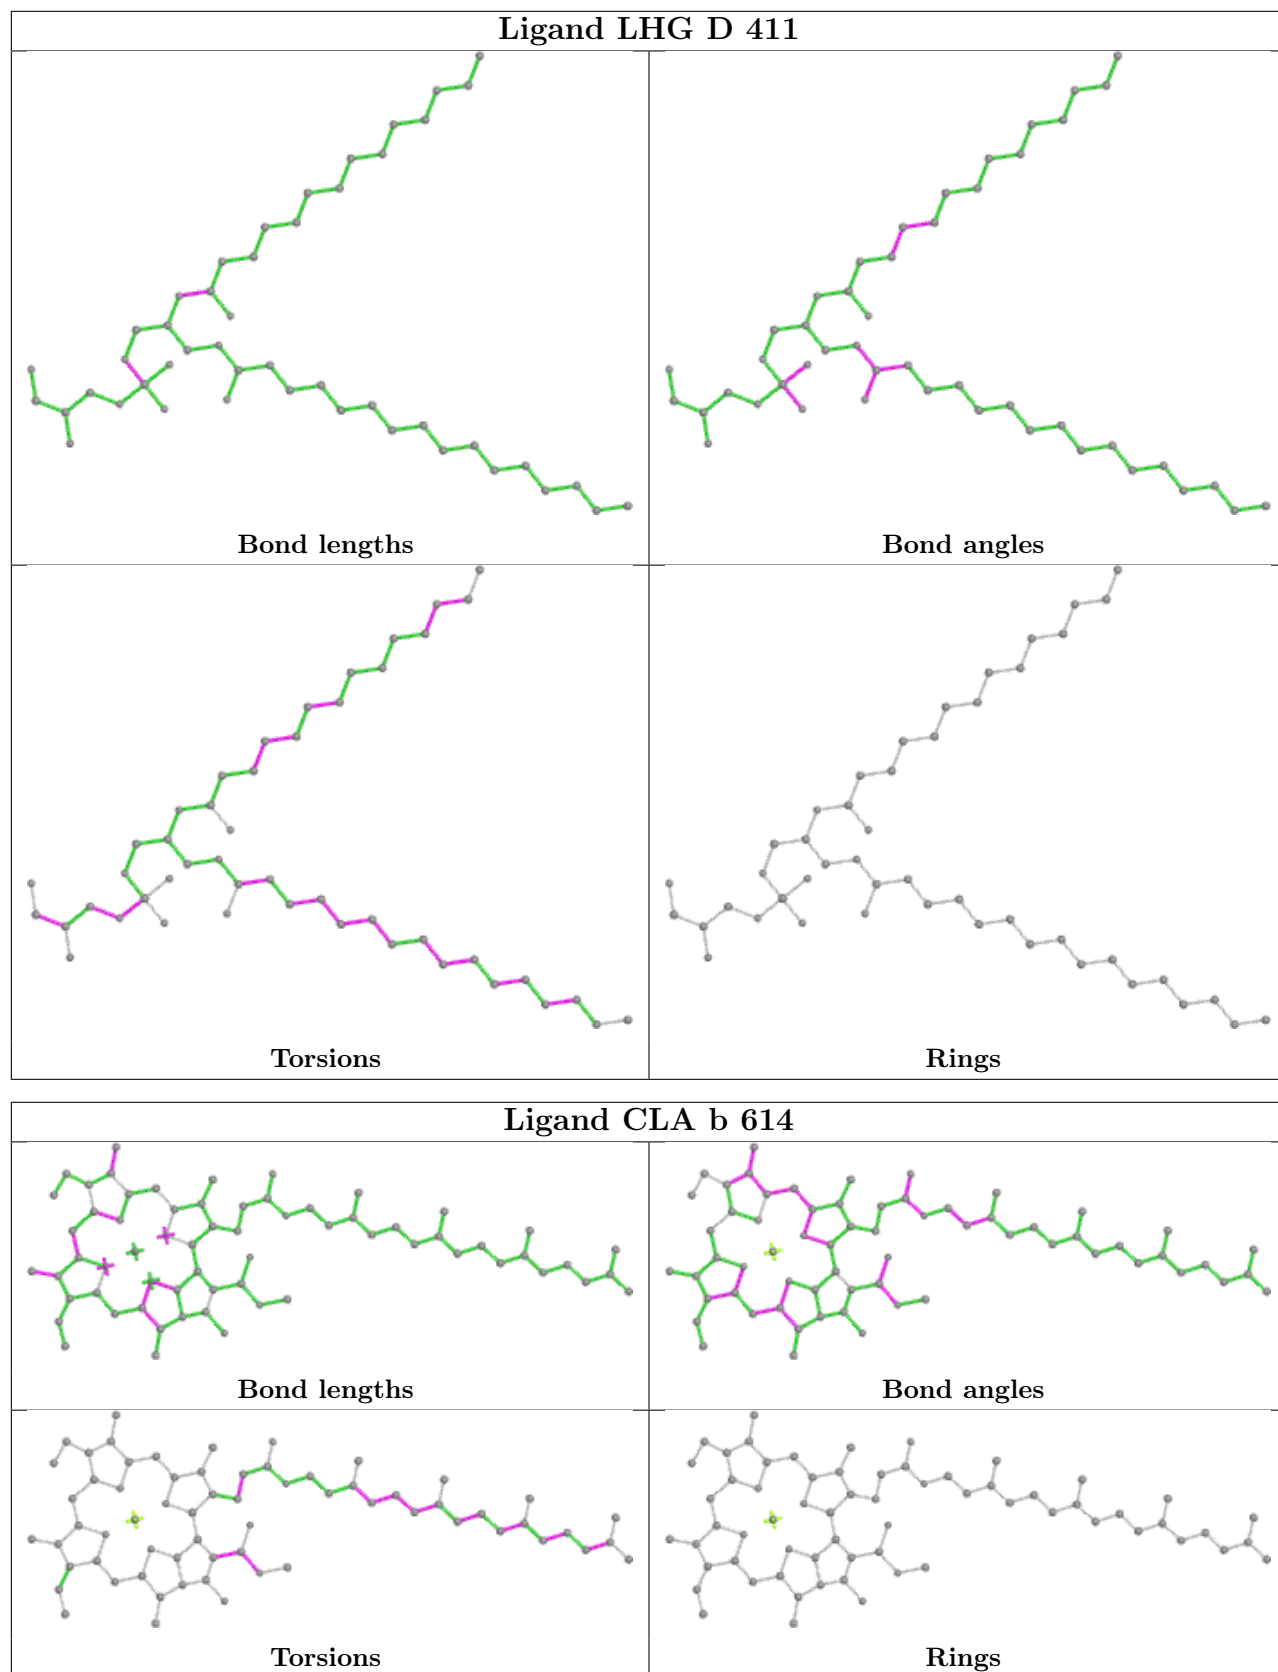 Ligand LHG D 411
Bond lengths
Bond angles
Torsions
Rings
Ligand CLA b 614
Bond lengths
Bond angles
Torsions
Rings